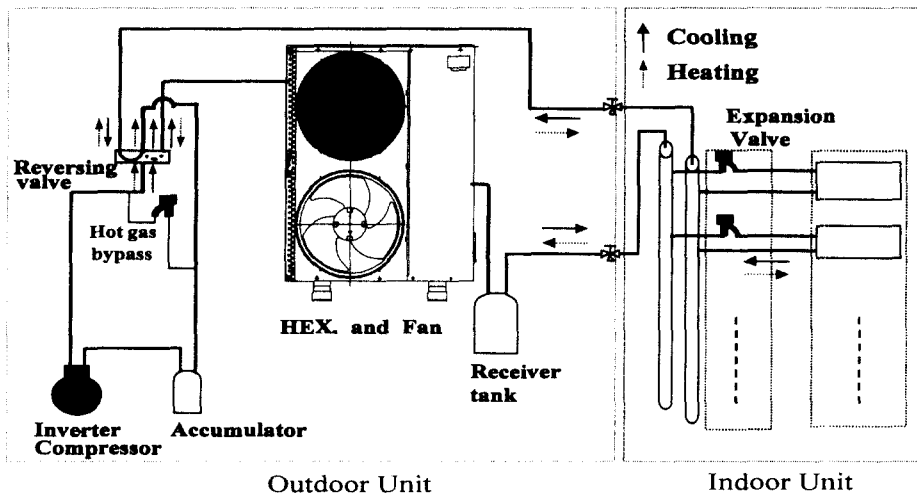 Cooling
Heating
Expansion
Valve
Reversing
valve
Hot gas
bypass
HEX. and Fan
Receiver
tank
Inverter
Compressor
Accumulator
Outdoor Unit
Indoor Unit